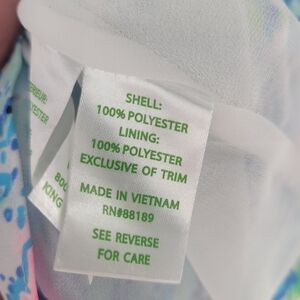 SHELL:
100% POLYESTER
LINING:
100% POLYESTER
EXCLUSIVE OF TRIM
MADE IN VIETNAM
RN#88189
SEE REVERSE
FOR CARE